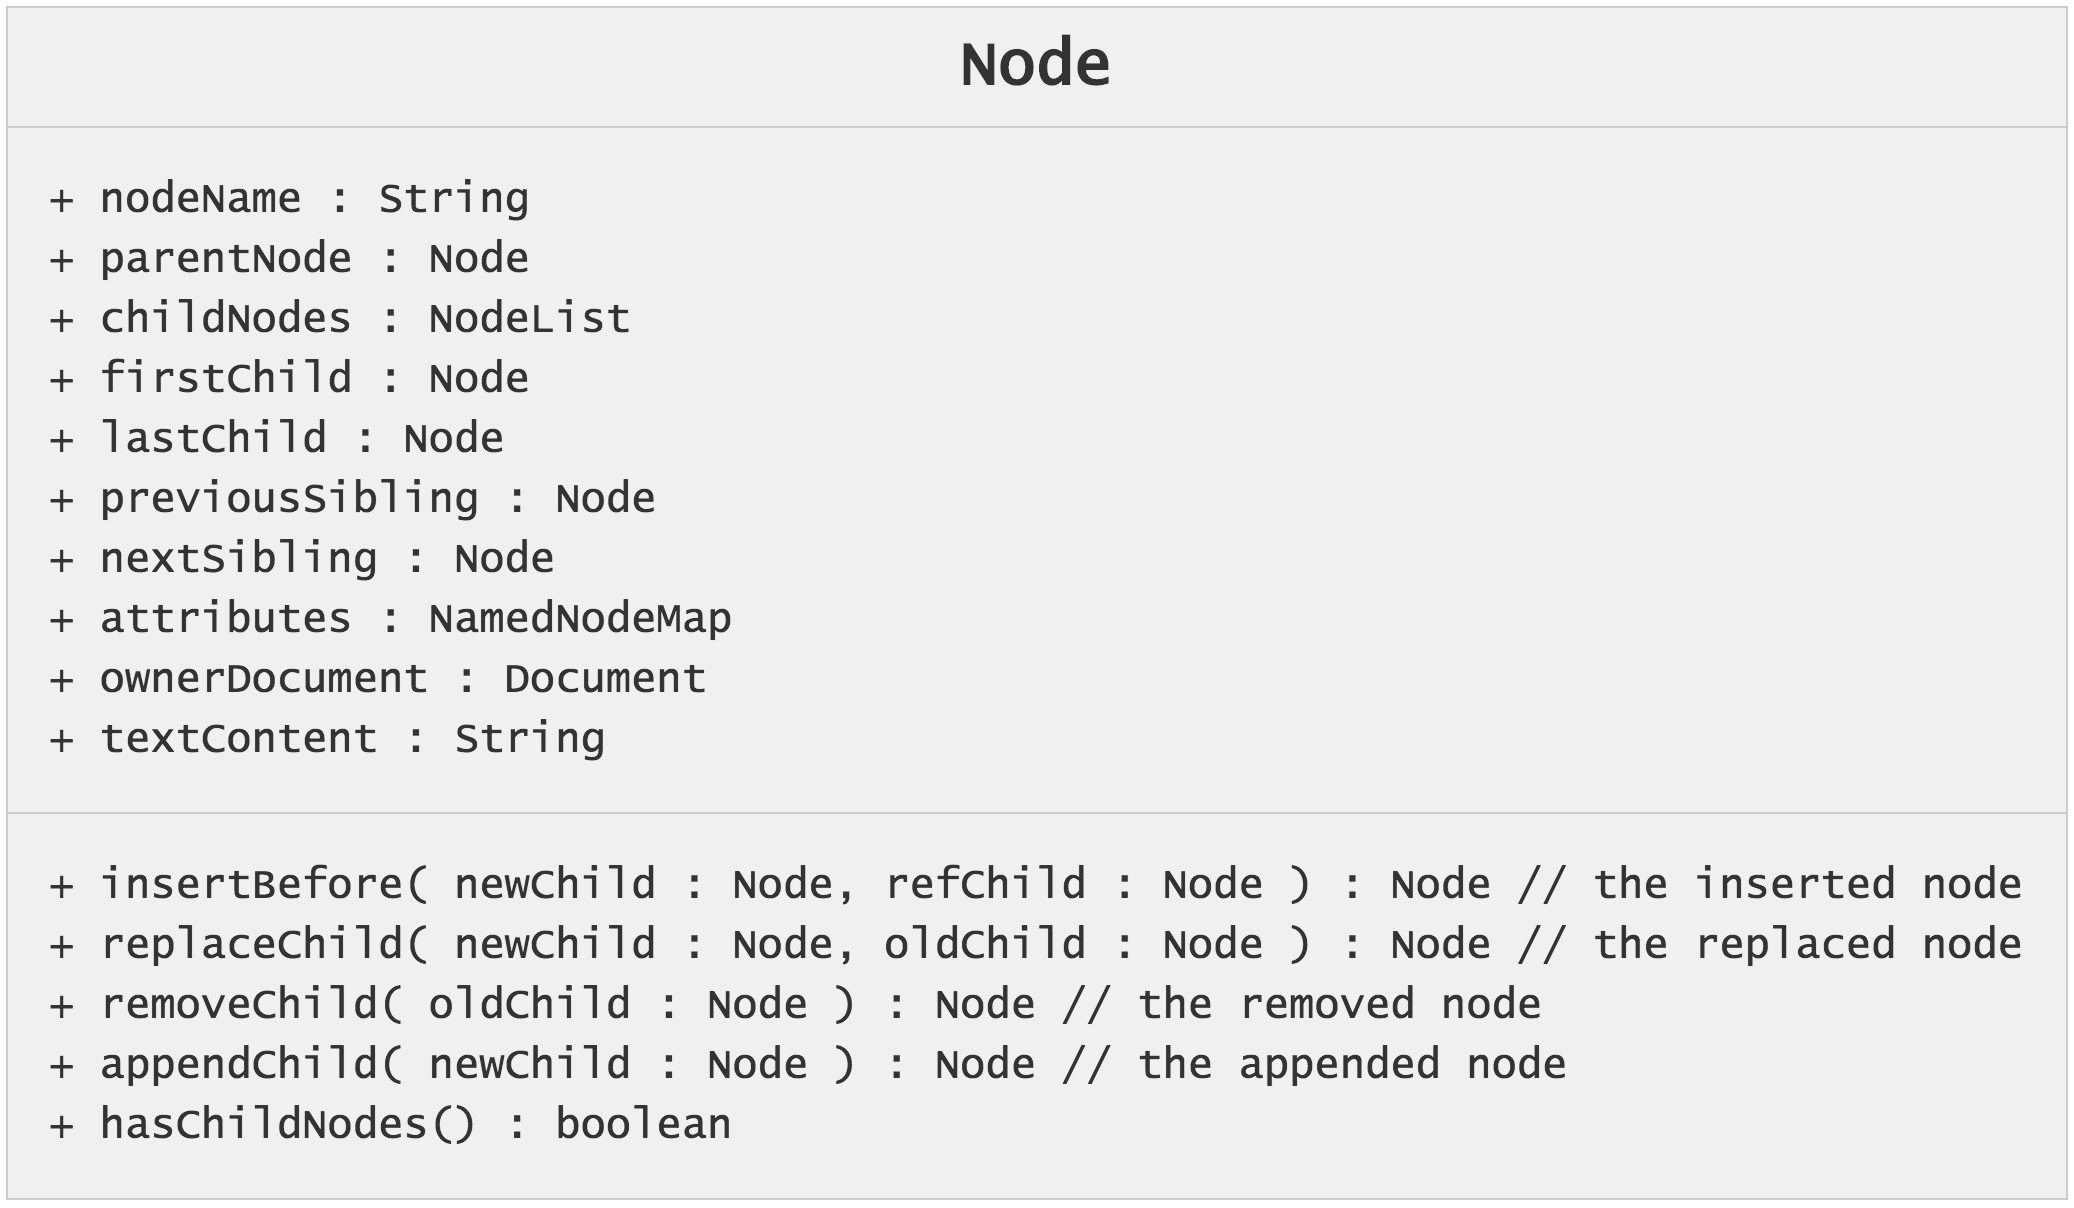 Node
+ nodeName : String
+ parentNode : Node
+ childNodes : NodeList
+ firstChild : Node
+ lastChild : Node
+ previousSibling : Node
+ nextSibling : Node
+ attributes : NamedNodeMap
+ ownerDocument : Document
+ textContent : String
+ insertBefore( newChild : Node, refChild : Node ) : Node // the inserted node
+ replaceChild( newChild : Node, oldChild : Node ) : Node // the replaced node
+ removeChild( oldChild : Node ) : Node // the removed node
+ appendChild( newChild : Node ) : Node // the appended node
+ hasChildNodes() : boolean